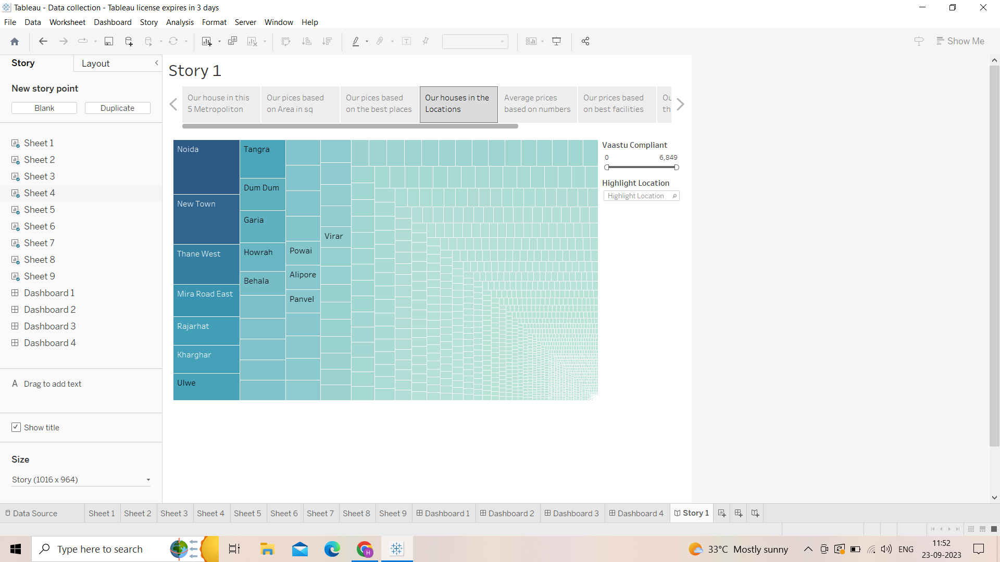 Tableau - Data collection - Tableau license expires in 3 days
File Data Worksheet Dashboard Story Analysis Format Server Window Help
Show Me
Story Layout
New story point
Blank Duplicate
Sheet 1
Sheet 2
Sheet 3
Sheet 4
Sheet 5
Sheet 6
Sheet 7
Sheet 8
Sheet 9
Dashboard 1
Dashboard 2
Dashboard 3
Dashboard 4
A Drag to add text
Show title
Size
Story (1016 x 964)
Story 1
Our house in this
5 Metropoliton
Our pices based
on Area in sq
Our pices based
on the best places
Our houses in the
Locations
Average prices
based on numbers
Our prices based
on best facilities
Ou
th
Noida
New Town
Thane West
Mira Road East
Rajarhat
Kharghar
Ulwe
Tangra
Dum Dum
Garia
Howrah
Behala
Powai
Alipore
Panvel
Virar
Vaastu Compliant
0 6,849
Highlight Location
Highlight Location
Data Source Sheet 1 Sheet 2 Sheet 3 Sheet 4 Sheet 5 Sheet 6 Sheet 7 Sheet 8 Sheet 9 Dashboard 1 Dashboard 2 Dashboard 3 Dashboard 4 Story 1
Type here to search
H
33°C Mostly sunny
ENG
11:52
23-09-2023